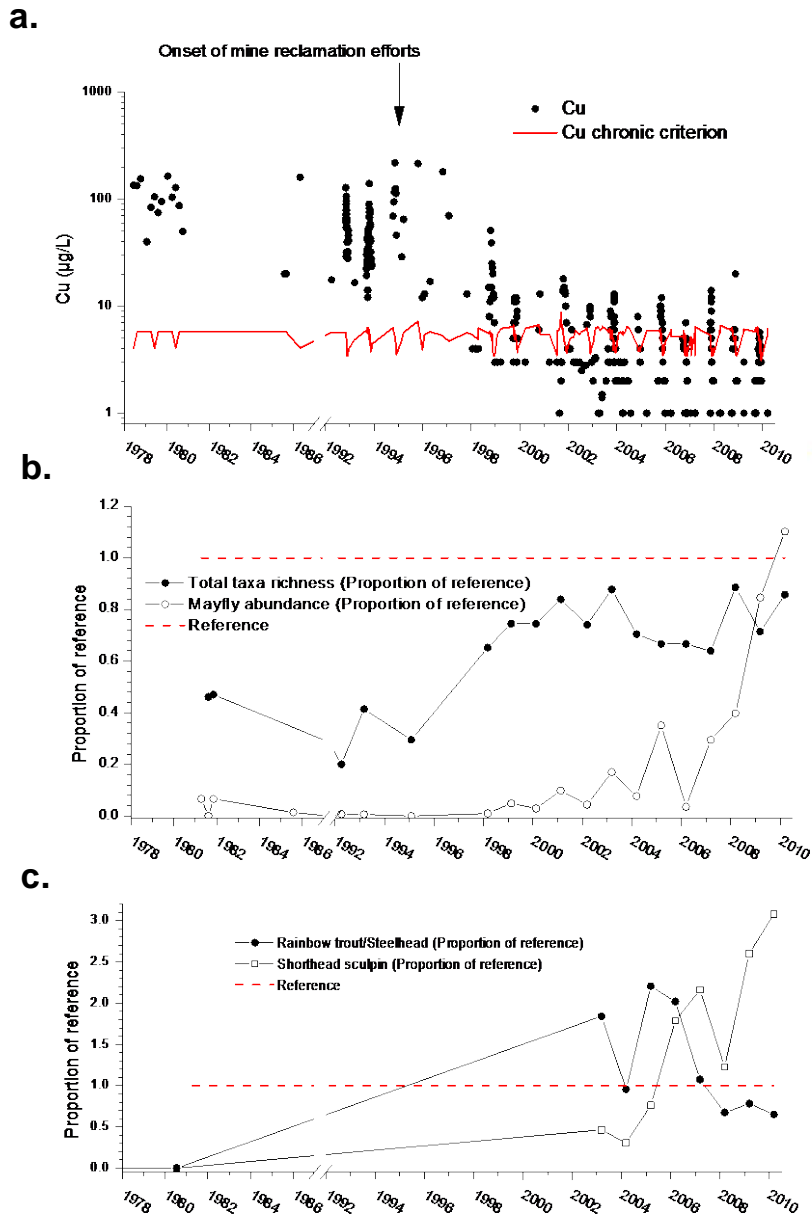 a.
Onset of mine reclamation efforts
Cu
Cu chronic criterion
Cu (µg/L)
1000
100
10
1
1978 1980 1982 1984 1986 1992 1994 1996 1998 2000 2002 2004 2006 2008 2010
b.
Total taxa richness (Proportion of reference)
Mayfly abundance (Proportion of reference)
Reference
Proportion of reference
1.2
1.0
0.8
0.6
0.4
0.2
0.0
1978 1980 1982 1984 1986 1992 1994 1996 1998 2000 2002 2004 2006 2008 2010
c.
Rainbow trout/Steelhead (Proportion of reference)
Shorthead sculpin (Proportion of reference)
Reference
Proportion of reference
3.0
2.5
2.0
1.5
1.0
0.5
0.0
1978 1980 1982 1984 1986 1992 1994 1996 1998 2000 2002 2004 2006 2008 2010